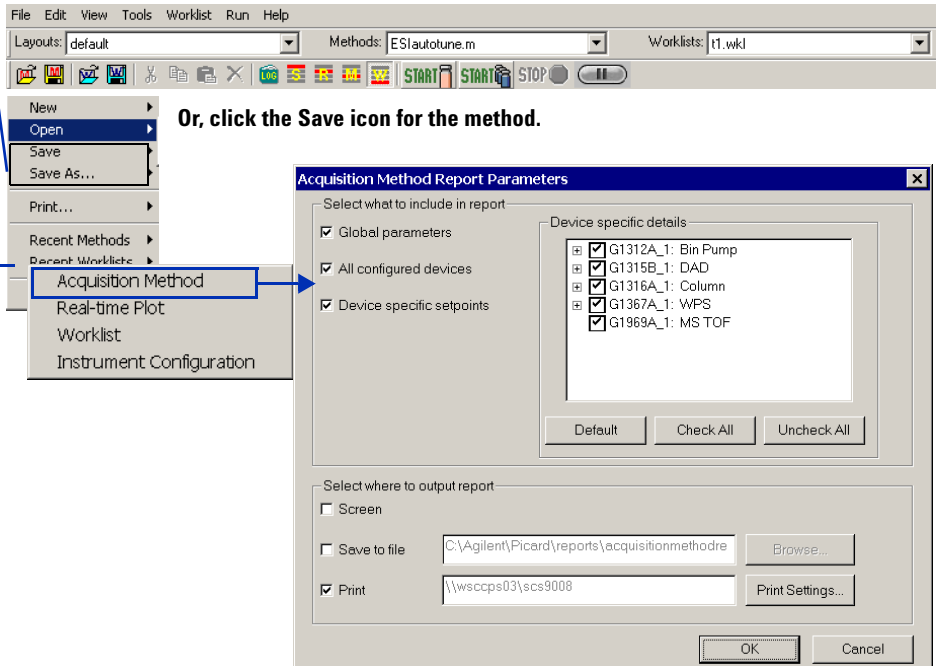 File Edit View Tools Worklist Run Help
Layouts: default Methods: ESIautotune.m Worklists: t1.wkl
LOG S R M W START START STOP
New
Open
Save
Save As...
Print...
Recent Methods
Recent Worklists
Or, click the Save icon for the method.
Acquisition Method
Real-time Plot
Worklist
Instrument Configuration
Acquisition Method Report Parameters
Select what to include in report
Global parameters
All configured devices
Device specific setpoints
Device specific details
G1312A_1: Bin Pump
G1315B_1: DAD
G1316A_1: Column
G1367A_1: WPS
G1969A_1: MS TOF
Default Check All Uncheck All
Select where to output report
Screen
Save to file C:\Agilent\Picard\reports\acquisitionmethodre Browse...
Print \\wsccps03\scs9008 Print Settings...
OK Cancel